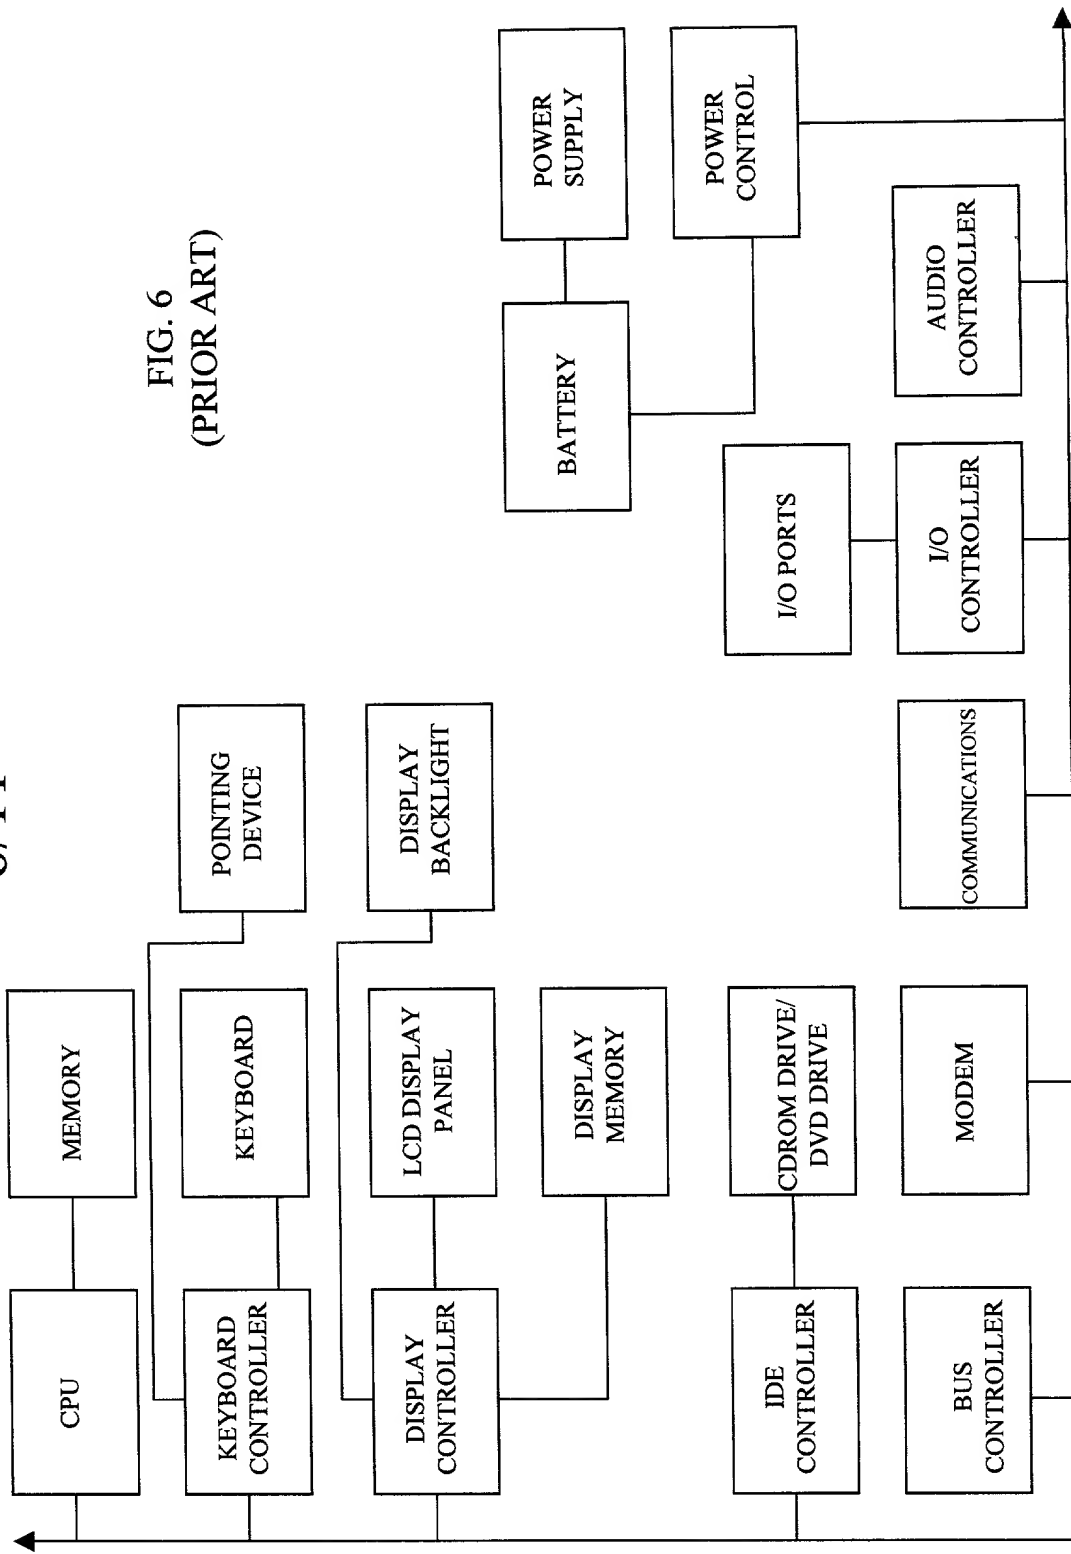 FIG. 6
(PRIOR ART)
MEMORY
CPU
POINTING
DEVICE
KEYBOARD
KEYBOARD
CONTROLLER
DISPLAY
BACKLIGHT
LCD DISPLAY
PANEL
DISPLAY
CONTROLLER
DISPLAY
MEMORY
POWER
SUPPLY
BATTERY
POWER
CONTROL
CDROM DRIVE/
DVD DRIVE
IDE
CONTROLLER
I/O PORTS
BUS
CONTROLLER
MODEM
COMMUNICATIONS
I/O
CONTROLLER
AUDIO
CONTROLLER